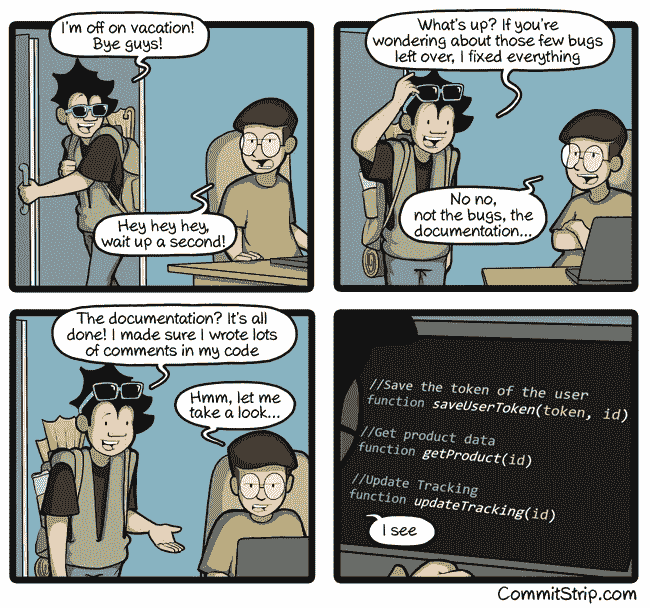 I'm off on vacation!
Bye guys!
Hey hey hey,
wait up a second!
What's up? If you're
wondering about those few bugs
left over, I fixed everything
No no,
not the bugs, the
documentation...
The documentation? It's all
done! I made sure I wrote lots
of comments in my code
Hmm, let me
take a look...
//Save the token of the user
function saveUserToken(token, id)
//Get product data
function getProduct(id)
//Update Tracking
function updateTracking(id)
I see
CommitStrip.com